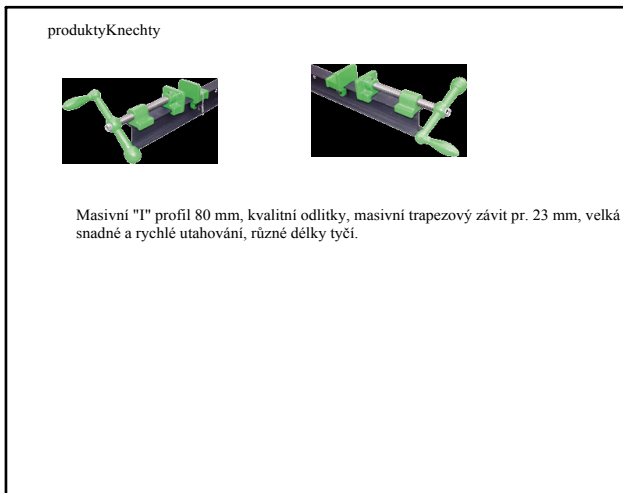 produktyKnechty
Masivní "I" profil 80 mm, kvalitní odlitky, masivní trapezový závit pr. 23 mm, velká
snadné a rychlé utahování, různé délky tyčí.